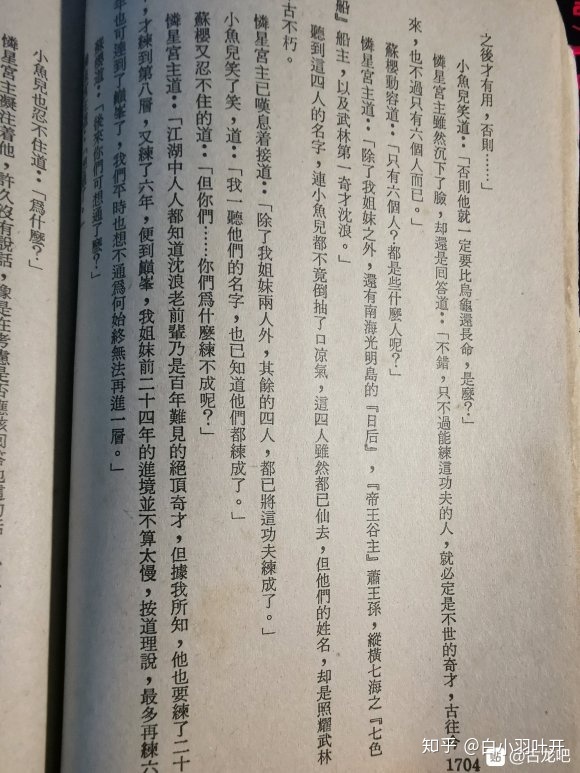 之後才有用，否則……」
小魚兒笑道：「否則他就一定要比烏龜還長命，是麼？」
憐星宮主雖然沉下了臉，却還是囘答道：「不錯，只不過能練這功夫的人，就必定是不世的奇才，古往今
來，也不過只有六個人而已。」
蘇櫻動容道：「只有六個人？都是些什麼人呢？」
憐星宮主道：「除了我姐妹之外，還有南海光明島的『日后』，『帝王谷主』蕭王孫，縱橫七海之『七色
船』船主，以及武林第一奇才沈浪。」
聽到這四人的名字，連小魚兒都不竟倒抽了口凉氣，這四人雖然都已仙去，但他們的姓名，却是照耀武林
古不朽。
憐星宮主已嘆息着接道：「除了我姐妹兩人外，其餘的四人，都已將這功夫練成了。」
小魚兒笑了笑，道：「我一聽他們的名字，也已知道他們都練成了。」
蘇櫻又忍不住的道：「但你們……你們爲什麼練不成呢？」
憐星宮主道：「江湖中人人都知道沈浪老前輩乃是百年難見的絕頂奇才，但據我所知，他也要練了二十
，才練到第八層，又練了六年，便到巔峯，我姐妹前二十四年的進境並不算太慢，按道理說，最多再練六
年也可達到了巔峯了，我們平時也想不通爲何始終無法再進一層。」
蘇櫻道：「後來你們可想通了麼？」
小魚兒也忍不住道：「爲什麼？」
憐星宮主凝注着他，許久沒有說話，像是在考慮是否應該囘答他這句話
1704
知乎 @白小羽叶开
貼 @古龙吧